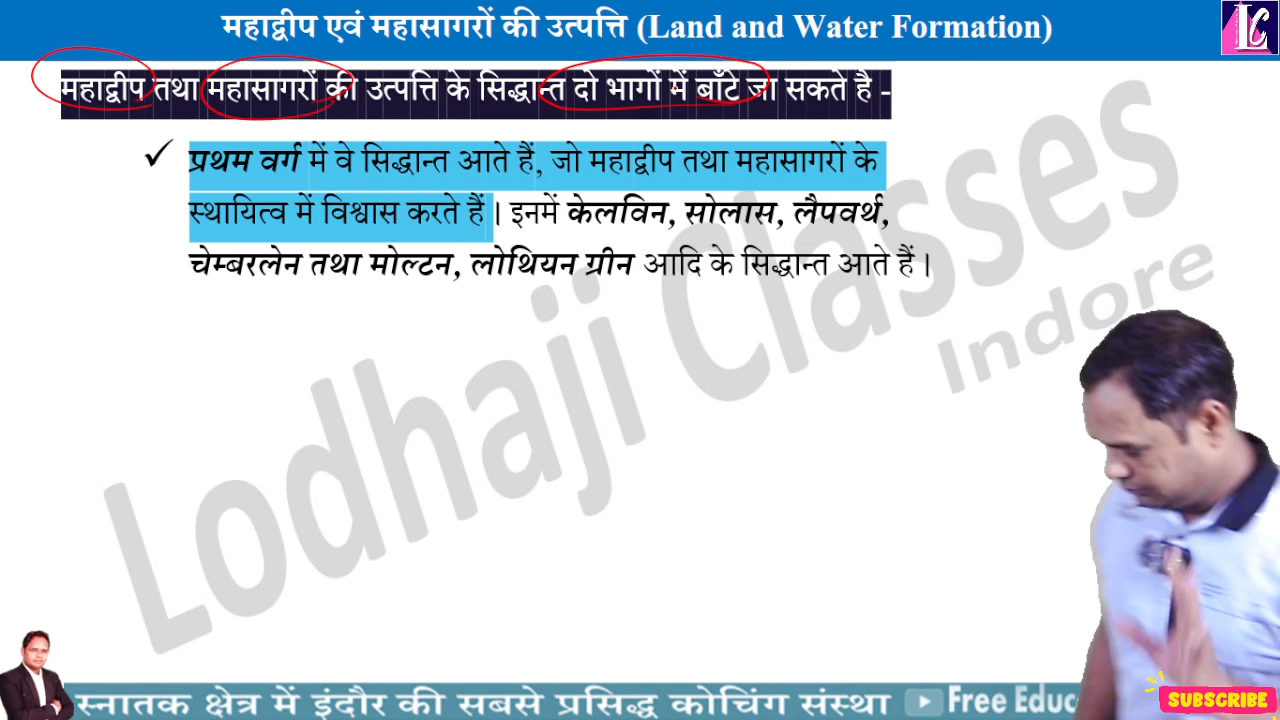 महाद्वीप एवं महासागरों की उत्पत्ति (Land and Water Formation)
LC
महाद्वीप तथा महासागरों की उत्पत्ति के सिद्धान्त दो भागों में बाँटे जा सकते है -
✓ प्रथम वर्ग में वे सिद्धान्त आते हैं, जो महाद्वीप तथा महासागरों के
स्थायित्व में विश्वास करते हैं । इनमें केलविन, सोलास, लैपवर्थ,
चेम्बरलेन तथा मोल्टन, लोथियन ग्रीन आदि के सिद्धान्त आते हैं ।
Lodhaji Classes
Indore
स्नातक क्षेत्र में इंदौर की सबसे प्रसिद्ध कोचिंग संस्था Free Educ
SUBSCRIBE